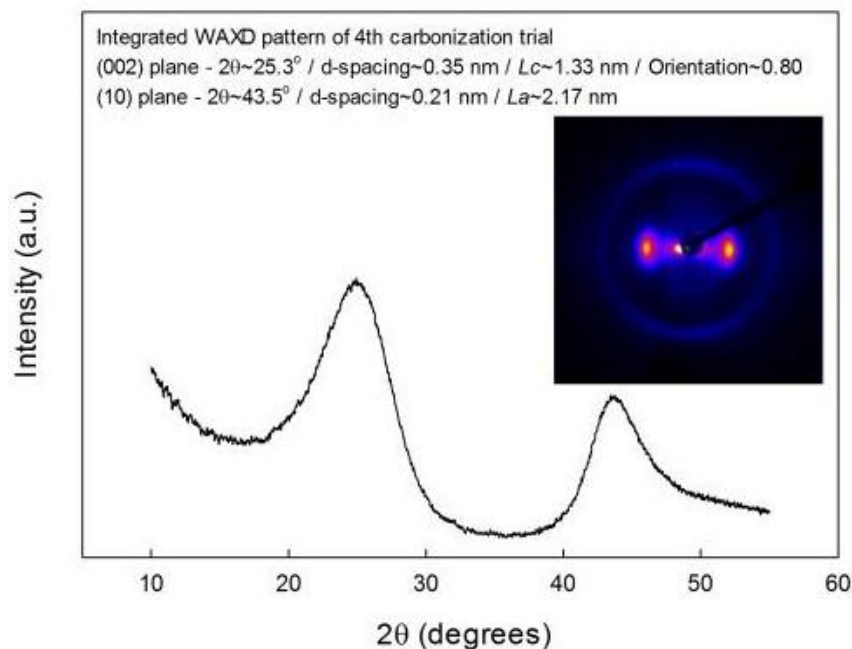 Integrated WAXD pattern of 4th carbonization trial
(002) plane - 2θ~25.3° / d-spacing~0.35 nm / Lc~1.33 nm / Orientation~0.80
(10) plane - 2θ~43.5° / d-spacing~0.21 nm / La~2.17 nm
Intensity (a.u.)
10 20 30 40 50 60
2θ (degrees)